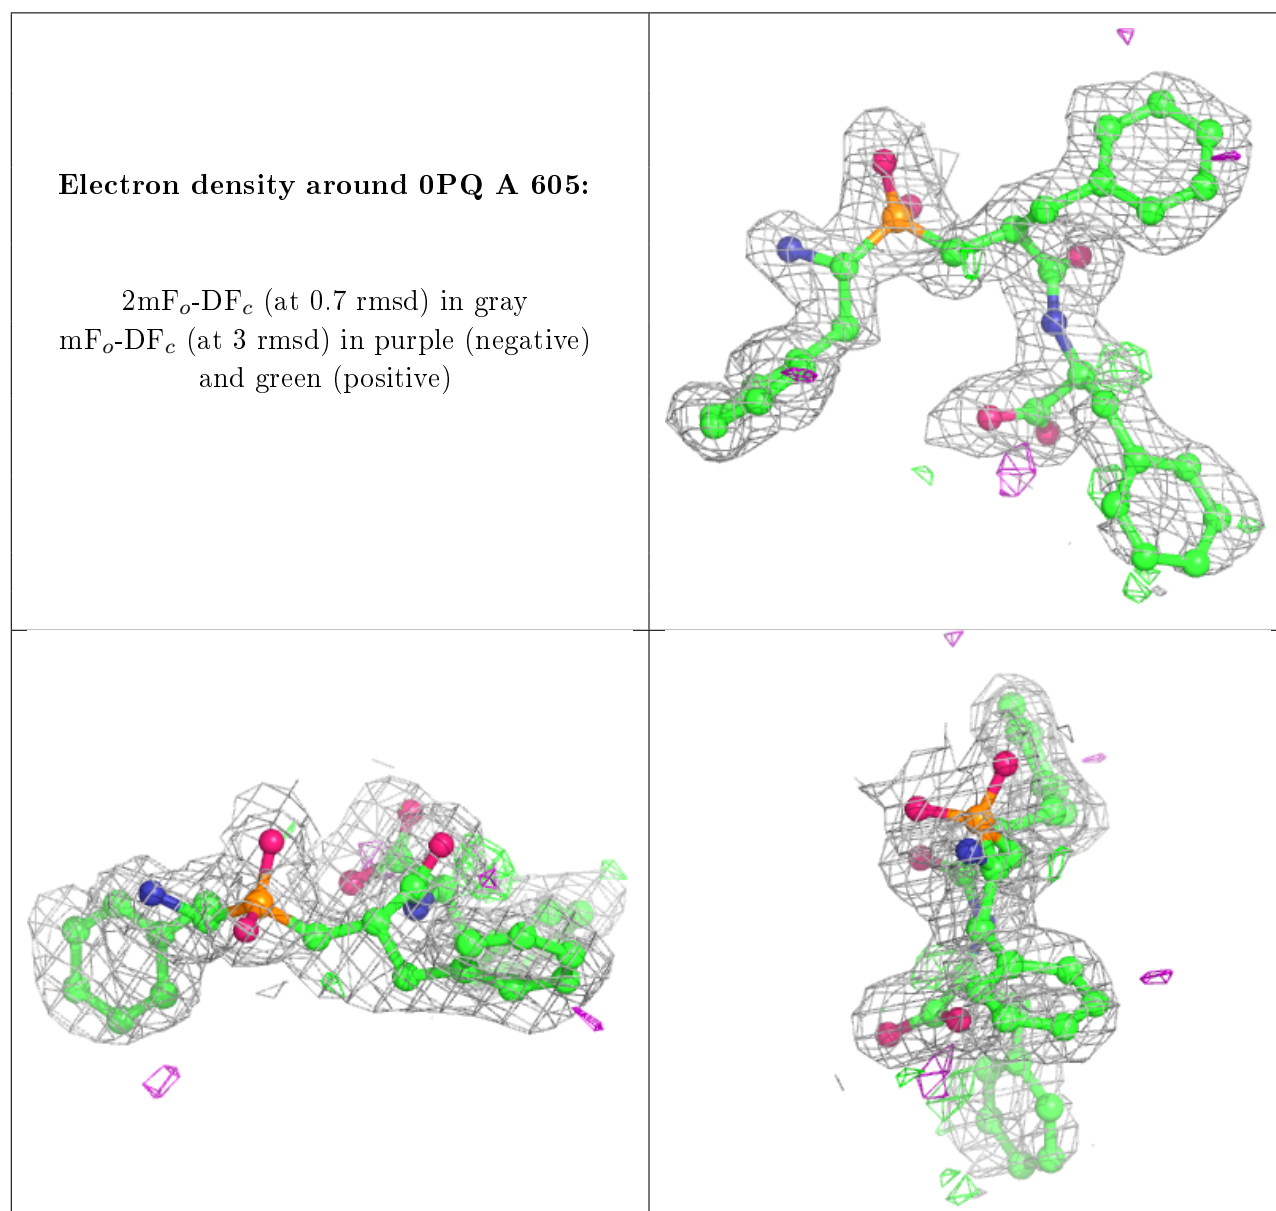 Electron density around 0PQ A 605:
2mFₒ-DF𝒸 (at 0.7 rmsd) in gray
mFₒ-DF𝒸 (at 3 rmsd) in purple (negative)
and green (positive)